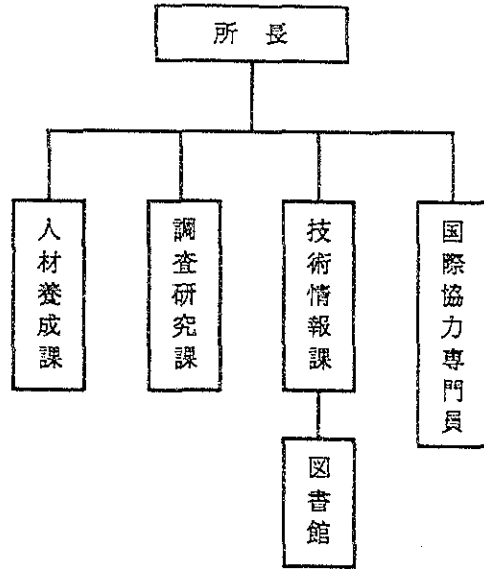 所長
人材養成課
調査研究課
技術情報課
国際協力専門員
図書館